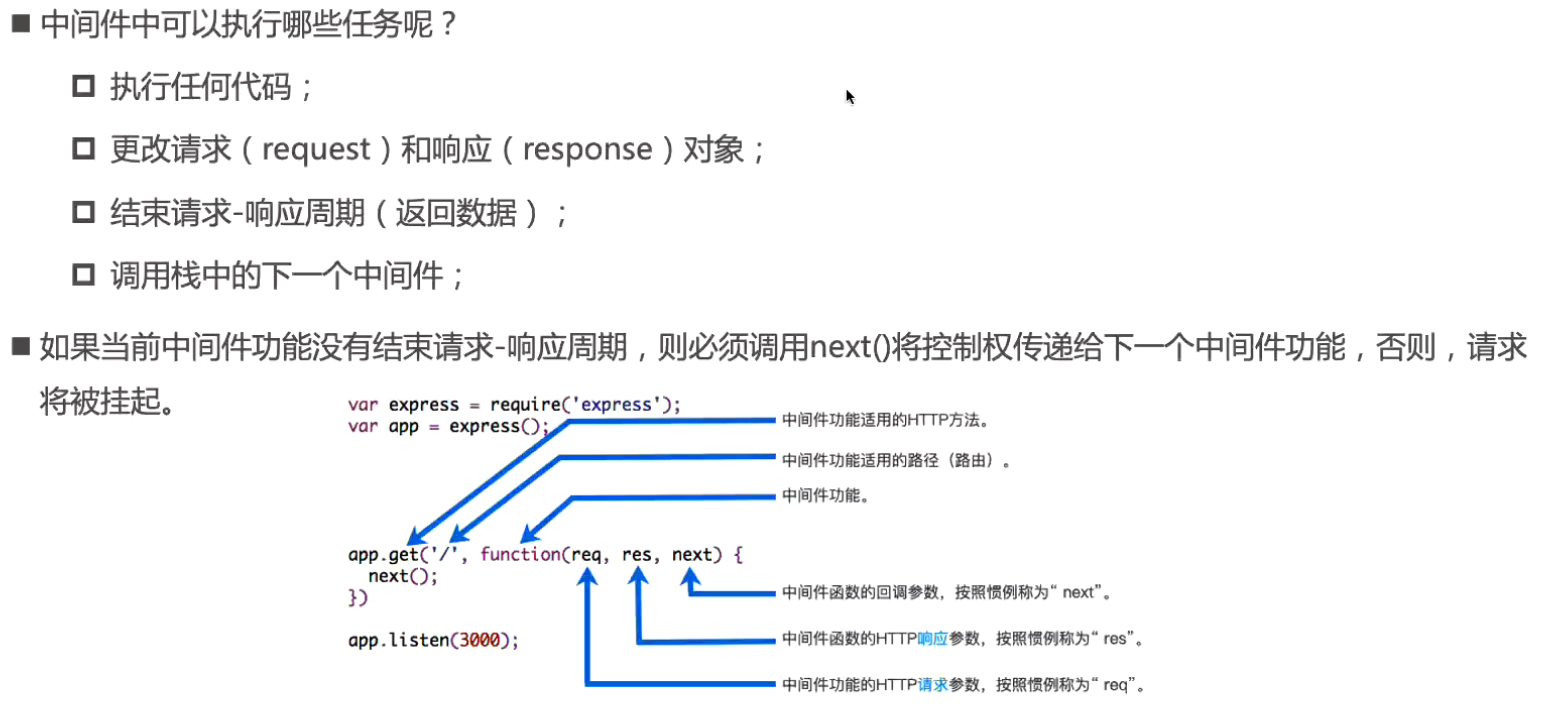 中间件中可以执行哪些任务呢？
执行任何代码；
更改请求（request）和响应（response）对象；
结束请求-响应周期（返回数据）；
调用栈中的下一个中间件；
如果当前中间件功能没有结束请求-响应周期，则必须调用next()将控制权传递给下一个中间件功能，否则，请求
将被挂起。
var express = require('express');
var app = express();
中间件功能适用的HTTP方法。
中间件功能适用的路径（路由）。
中间件功能。
app.get('/', function(req, res, next) {
next();
})
app.listen(3000);
中间件函数的回调参数，按照惯例称为“ next”。
中间件函数的HTTP响应参数，按照惯例称为“ res”。
中间件功能的HTTP请求参数，按照惯例称为“ req”。